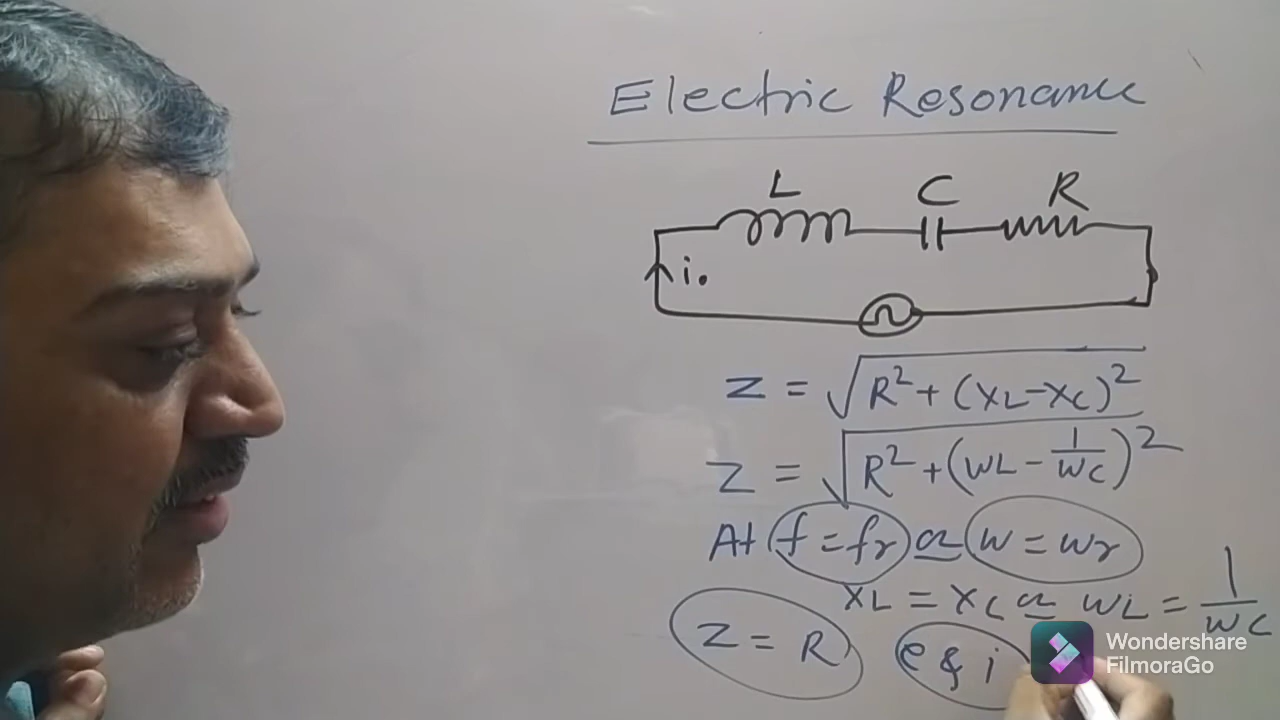 Electric Resonance
L C R
i.
Z = √R² + (XL - XC)²
Z = √R² + (WL - 1/WC)²
At f = fr or W = Wr
XL = XC or WL = 1/WC
Z = R e & i
Wondershare
FilmoraGo